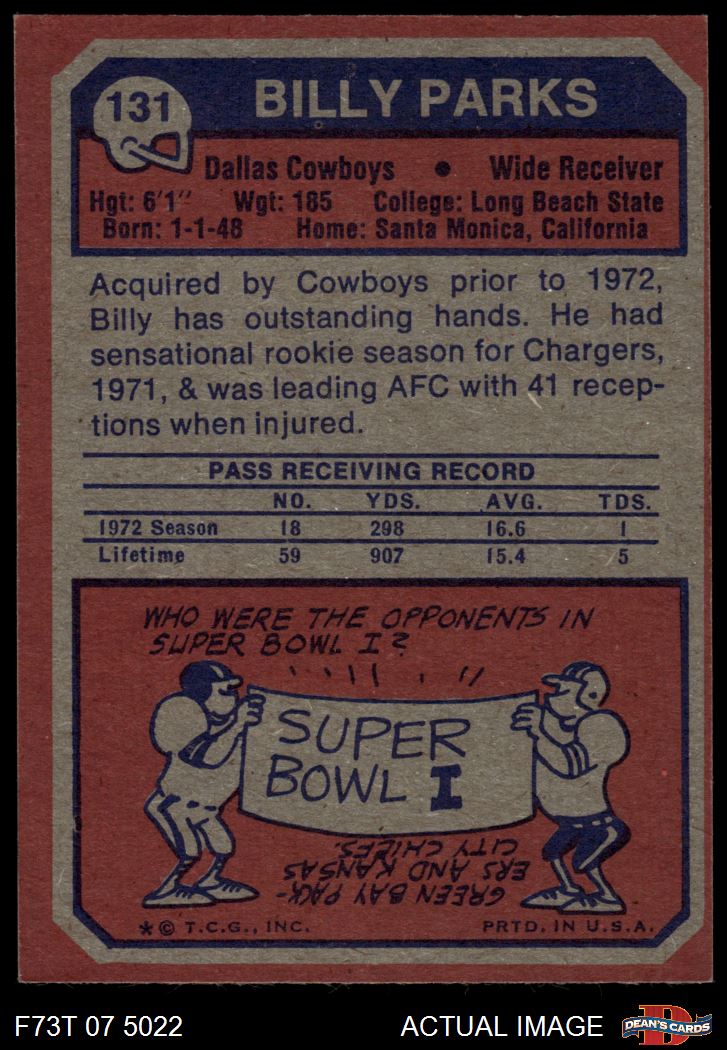 131
BILLY PARKS
Dallas Cowboys • Wide Receiver
Hgt: 6'1" Wgt: 185 College: Long Beach State
Born: 1-1-48 Home: Santa Monica, California
Acquired by Cowboys prior to 1972,
Billy has outstanding hands. He had
sensational rookie season for Chargers,
1971, & was leading AFC with 41 recep-
tions when injured.
PASS RECEIVING RECORD
NO. YDS. AVG. TDS.
1972 Season 18 298 16.6 1
Lifetime 59 907 15.4 5
WHO WERE THE OPPONENTS IN
SUPER BOWL I?
SUPER
BOWL I
GREEN BAY PACK-
ERS AND KANSAS
CITY CHIEFS.
* © T.C.G., INC. PRTD. IN U.S.A.
F73T 07 5022 ACTUAL IMAGE
D
DEAN'S CARDS